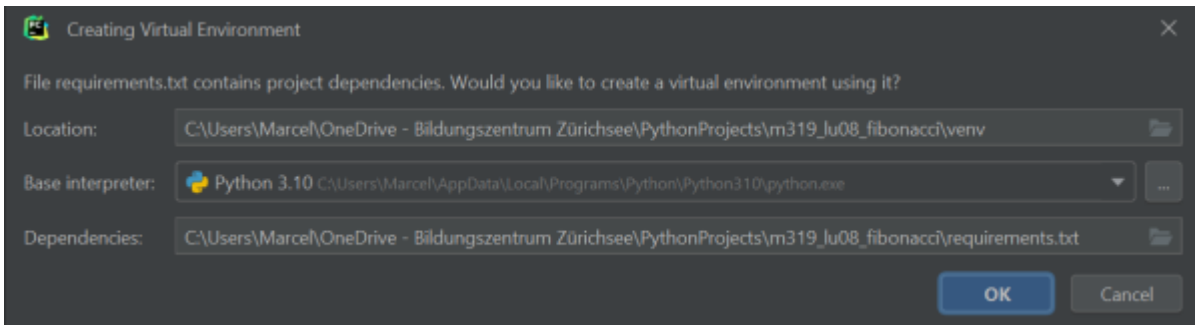 Creating Virtual Environment
File requirements.txt contains project dependencies. Would you like to create a virtual environment using it?
Location: C:\Users\Marcel\OneDrive - Bildungszentrum Zürichsee\PythonProjects\m319_lu08_fibonacci\venv
Base interpreter: Python 3.10 C:\Users\Marcel\AppData\Local\Programs\Python\Python310\python.exe ...
Dependencies: C:\Users\Marcel\OneDrive - Bildungszentrum Zürichsee\PythonProjects\m319_lu08_fibonacci\requirements.txt
OK Cancel